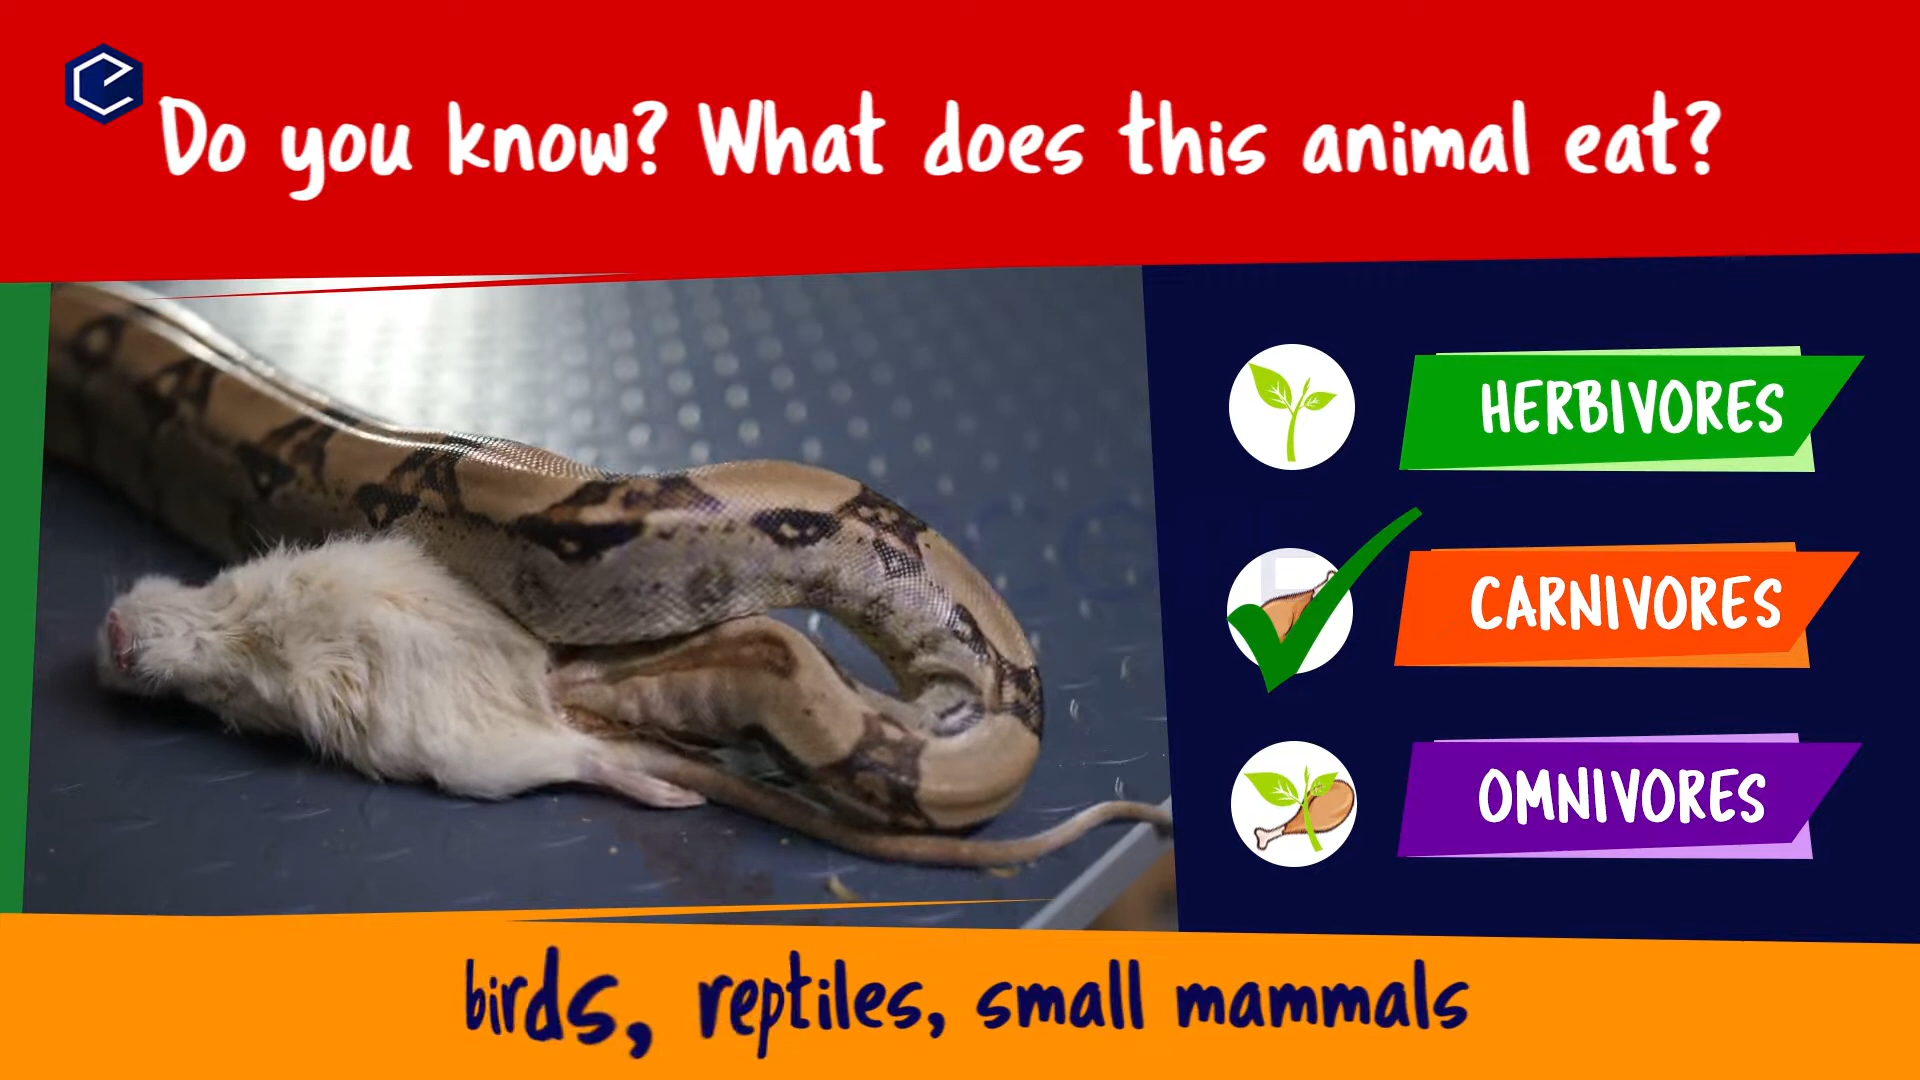 Do you know? What does this animal eat?
HERBIVORES
CARNIVORES
OMNIVORES
birds, reptiles, small mammals